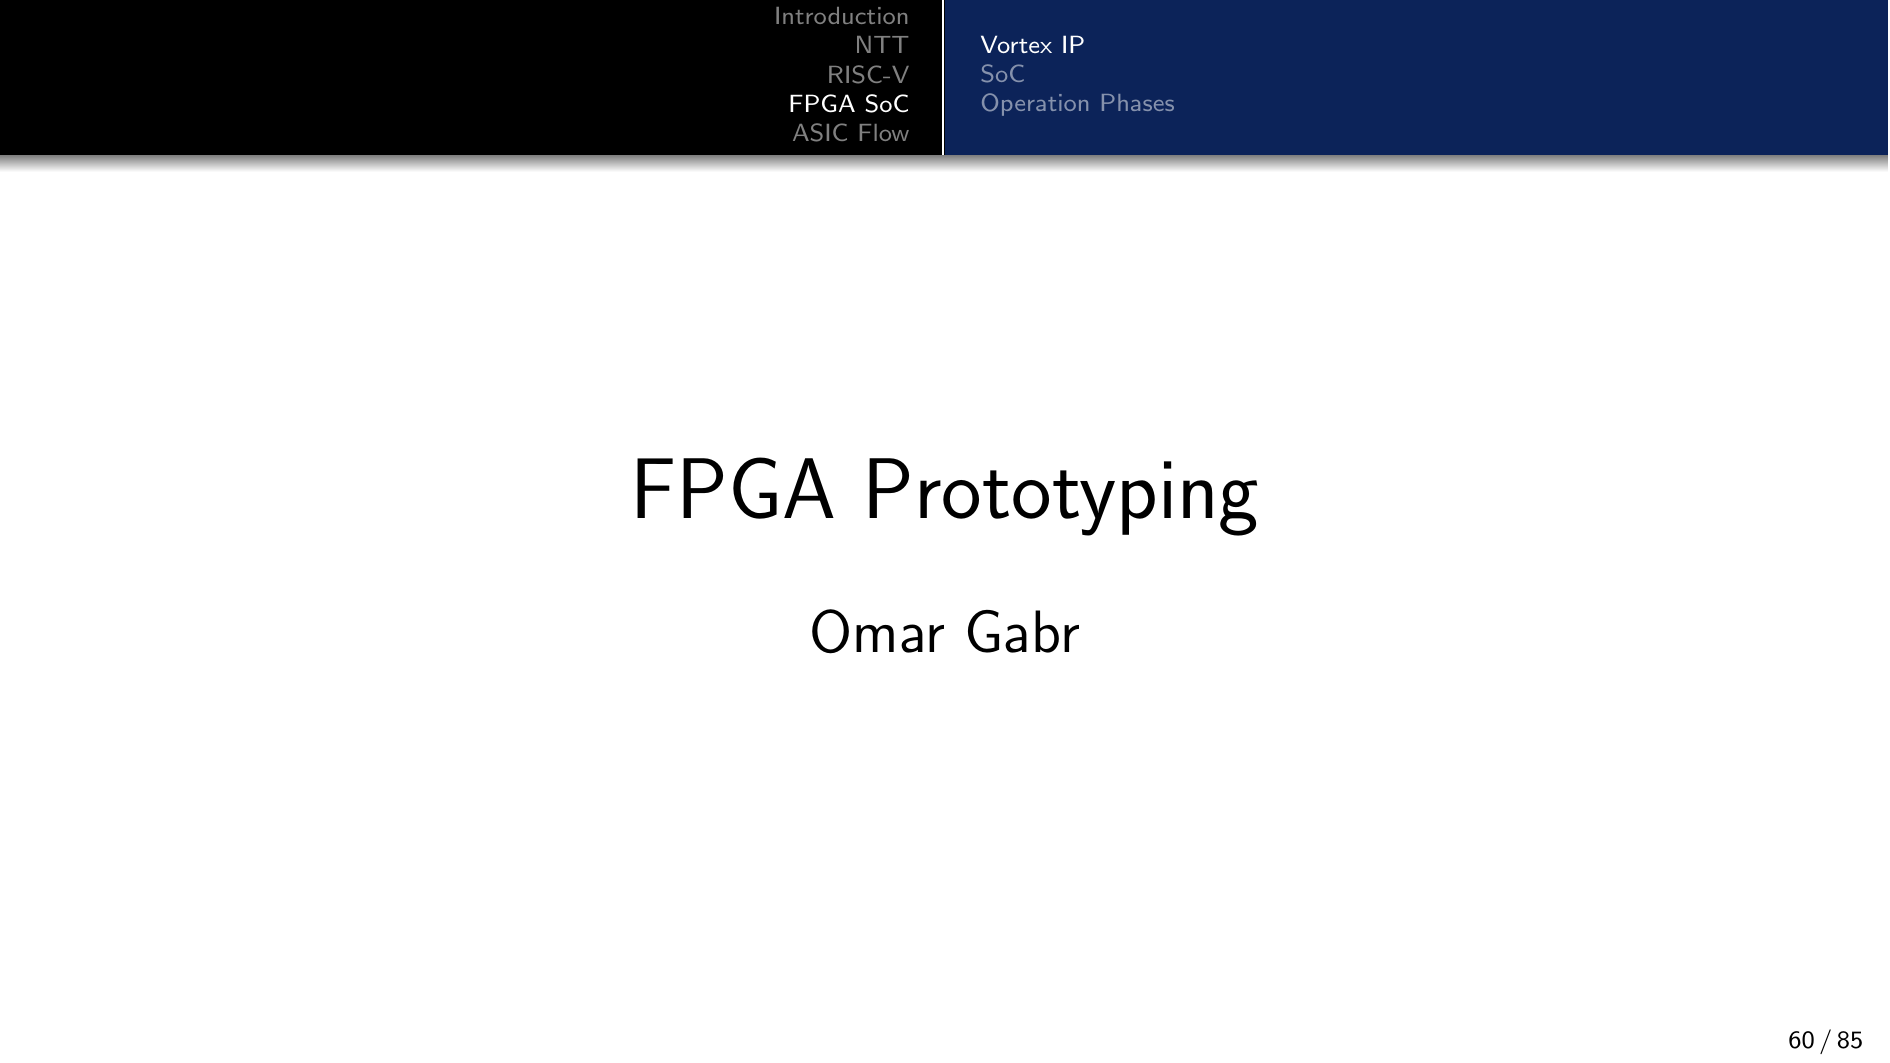 Introduction
NTT
RISC-V
FPGA SoC
ASIC Flow
Vortex IP
SoC
Operation Phases
FPGA Prototyping
Omar Gabr
60 / 85